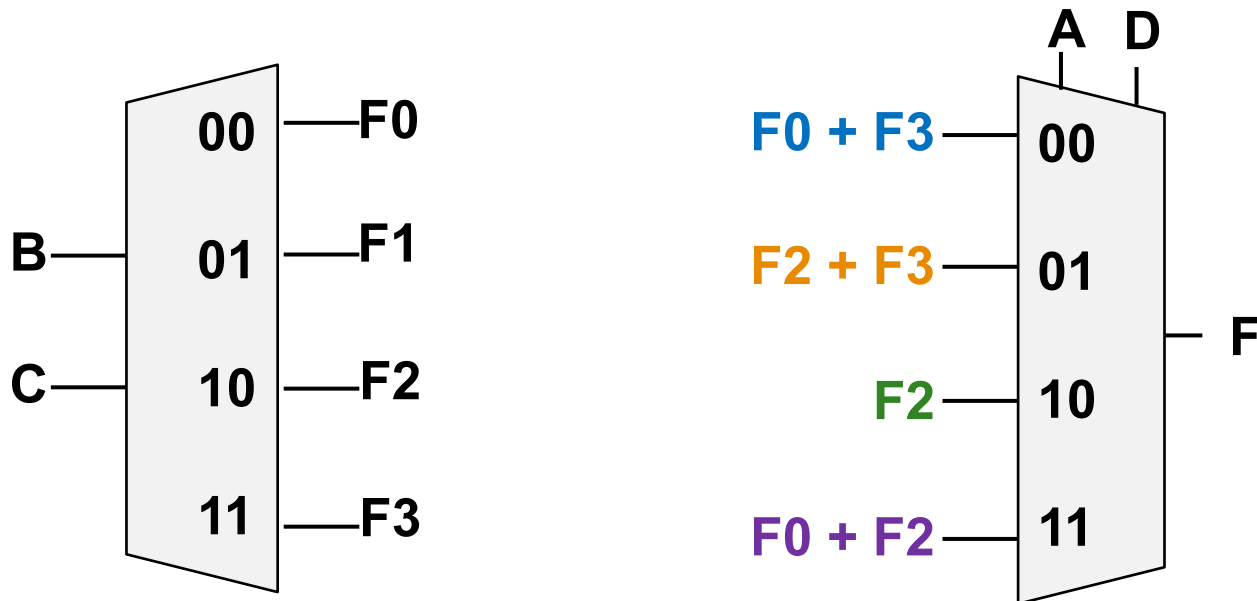 A D
00 F0
F0 + F3 00
B 01 F1
F2 + F3 01
F
C 10 F2
F2 10
11 F3
F0 + F2 11